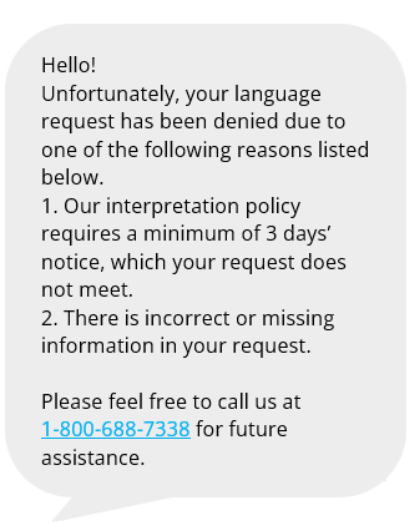 Hello!
Unfortunately, your language
request has been denied due to
one of the following reasons listed
below.
1. Our interpretation policy
requires a minimum of 3 days’
notice, which your request does
not meet.
2. There is incorrect or missing
information in your request.
Please feel free to call us at
1-800-688-7338 for future
assistance.